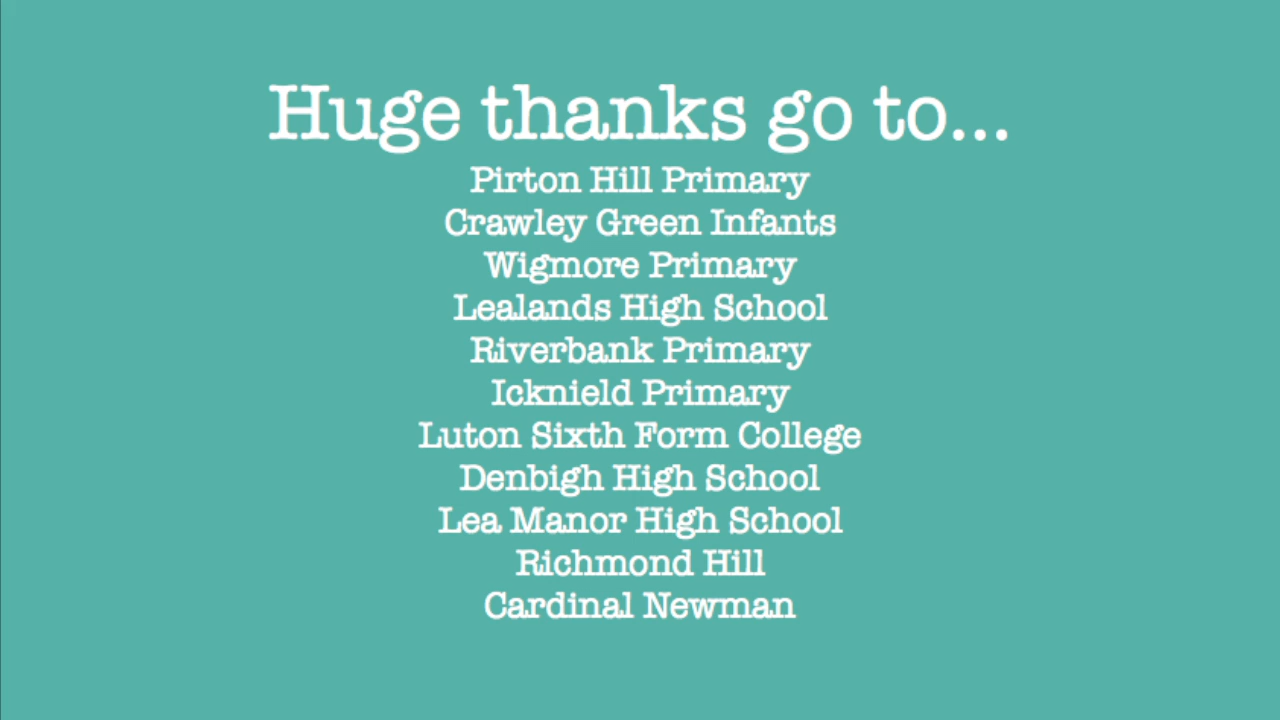 Huge thanks go to...
Pirton Hill Primary
Crawley Green Infants
Wigmore Primary
Lealands High School
Riverbank Primary
Icknield Primary
Luton Sixth Form College
Denbigh High School
Lea Manor High School
Richmond Hill
Cardinal Newman